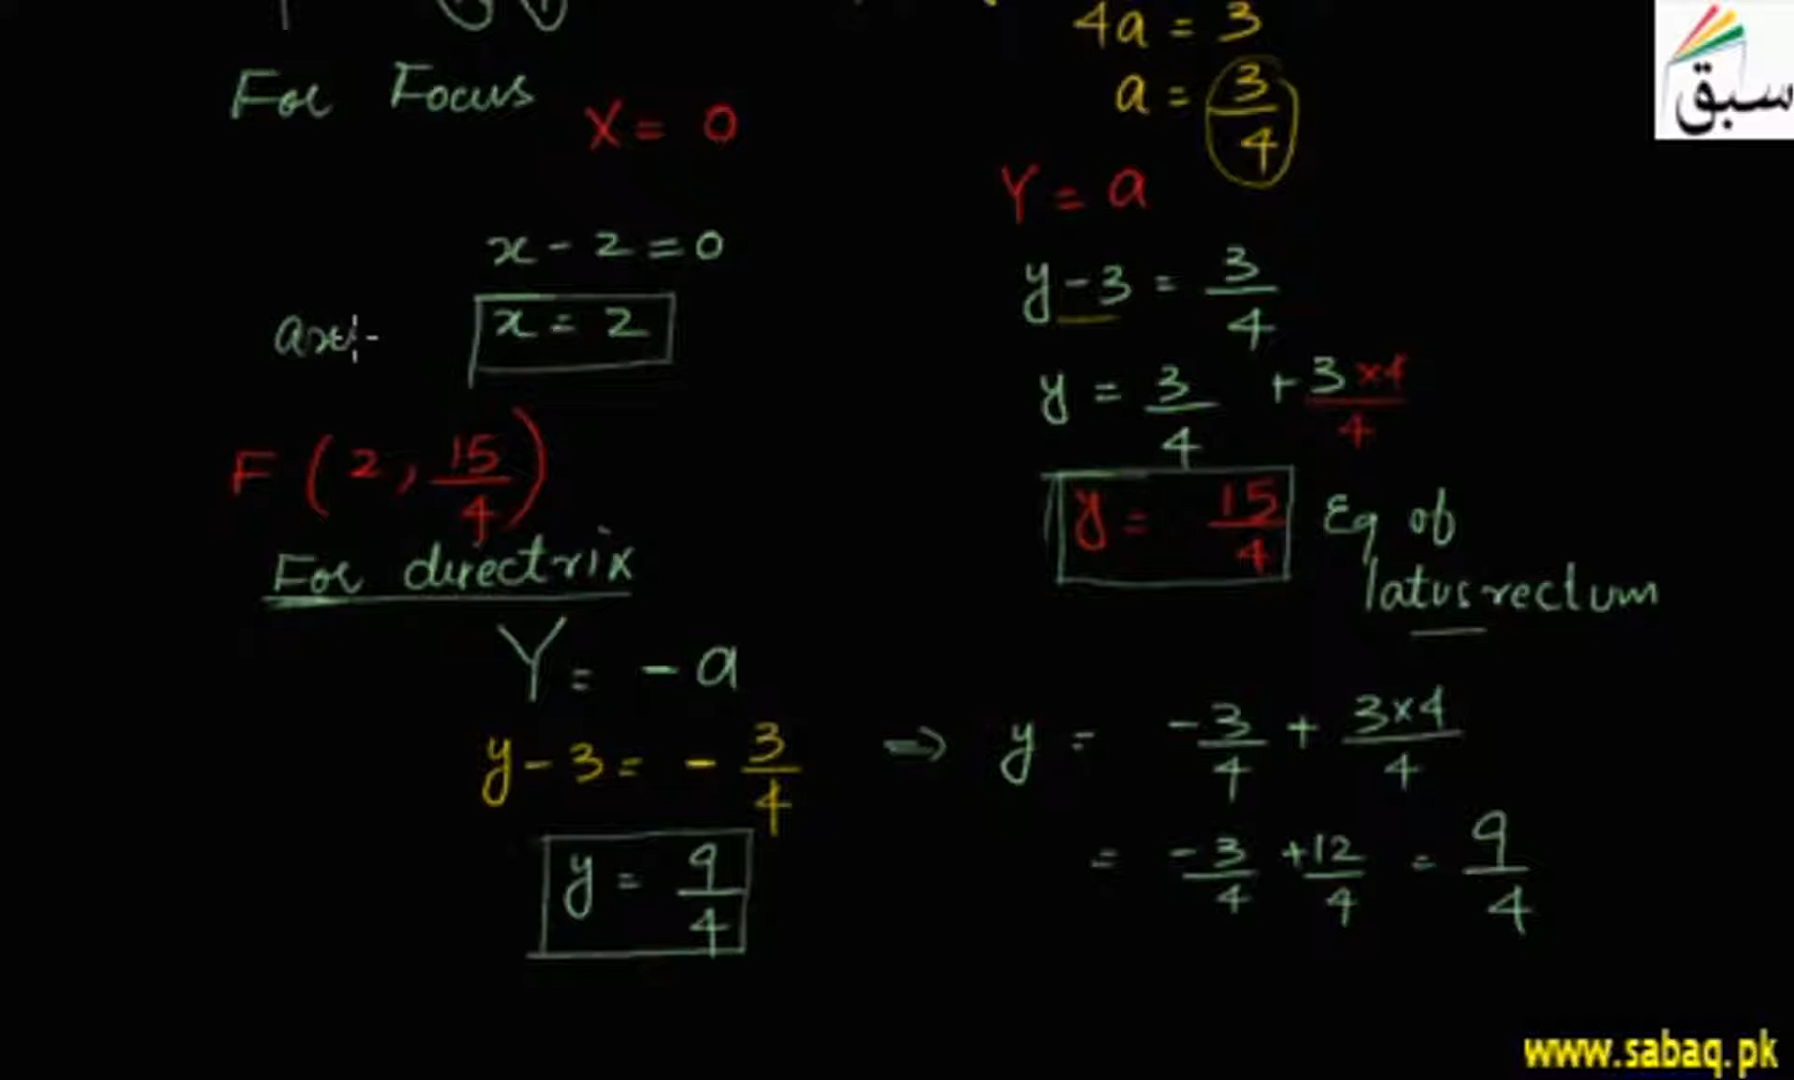 4a = 3
For Focus
X = 0
a = 3/4
Y = a
x - 2 = 0
y - 3 = 3/4
x = 2
y = 3/4 + 3×4/4
F (2, 15/4)
y = 15/4 Eq of
latus rectum
For directrix
Y = - a
y - 3 = - 3/4 ⇒ y = -3/4 + 3×4/4
= -3/4 + 12/4 = 9/4
y = 9/4
سبق
www.sabaq.pk